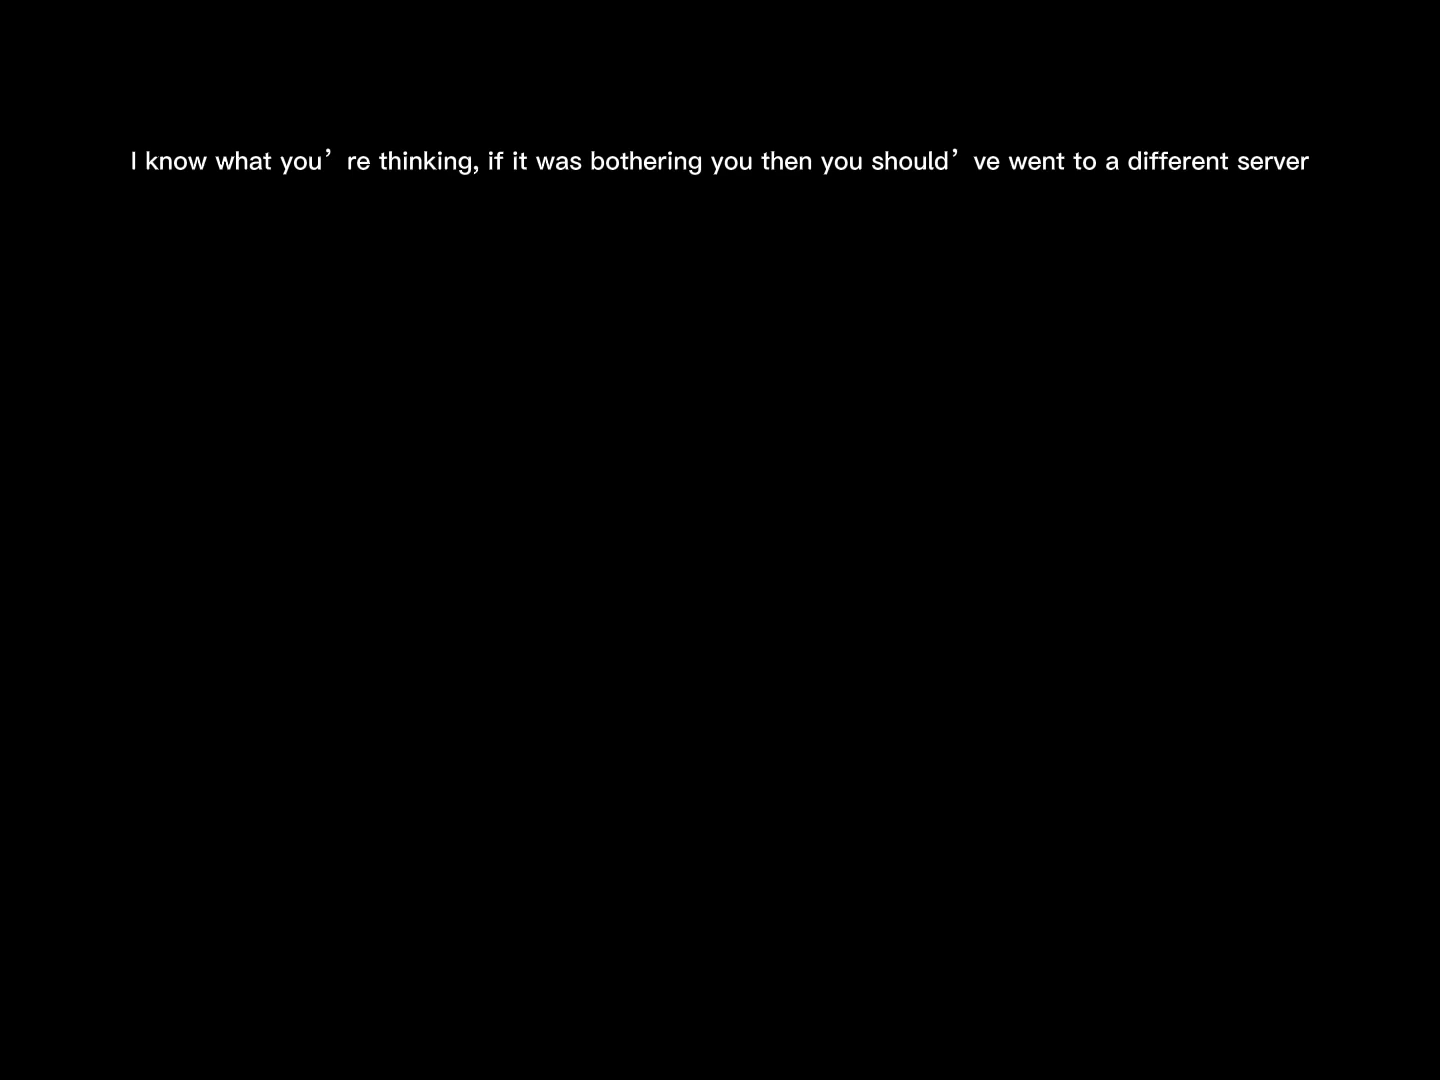 I know what you’re thinking, if it was bothering you then you should’ve went to a different server